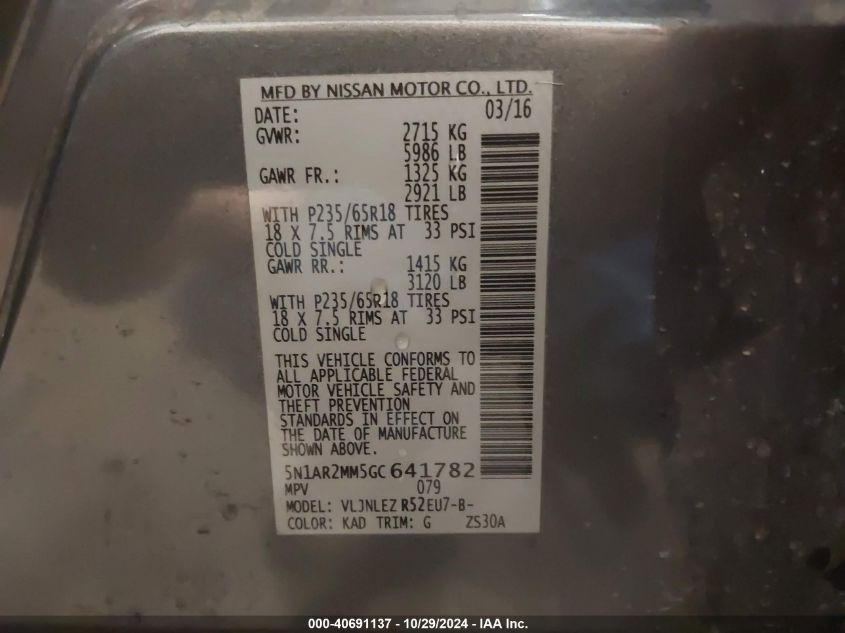 MFD BY NISSAN MOTOR CO., LTD.
DATE: 03/16
GVWR: 2715 KG
5986 LB
GAWR FR.: 1325 KG
2921 LB
WITH P235/65R18 TIRES
18 X 7.5 RIMS AT 33 PSI
COLD SINGLE
GAWR RR.: 1415 KG
3120 LB
WITH P235/65R18 TIRES
18 X 7.5 RIMS AT 33 PSI
COLD SINGLE
THIS VEHICLE CONFORMS TO
ALL APPLICABLE FEDERAL
MOTOR VEHICLE SAFETY AND
THEFT PREVENTION
STANDARDS IN EFFECT ON
THE DATE OF MANUFACTURE
SHOWN ABOVE.
5N1AR2MM5GC641782
MPV 079
MODEL: VLJNLEZ R52EU7-B-
COLOR: KAD TRIM: G ZS30A
000-40691137 - 10/29/2024 - IAA Inc.